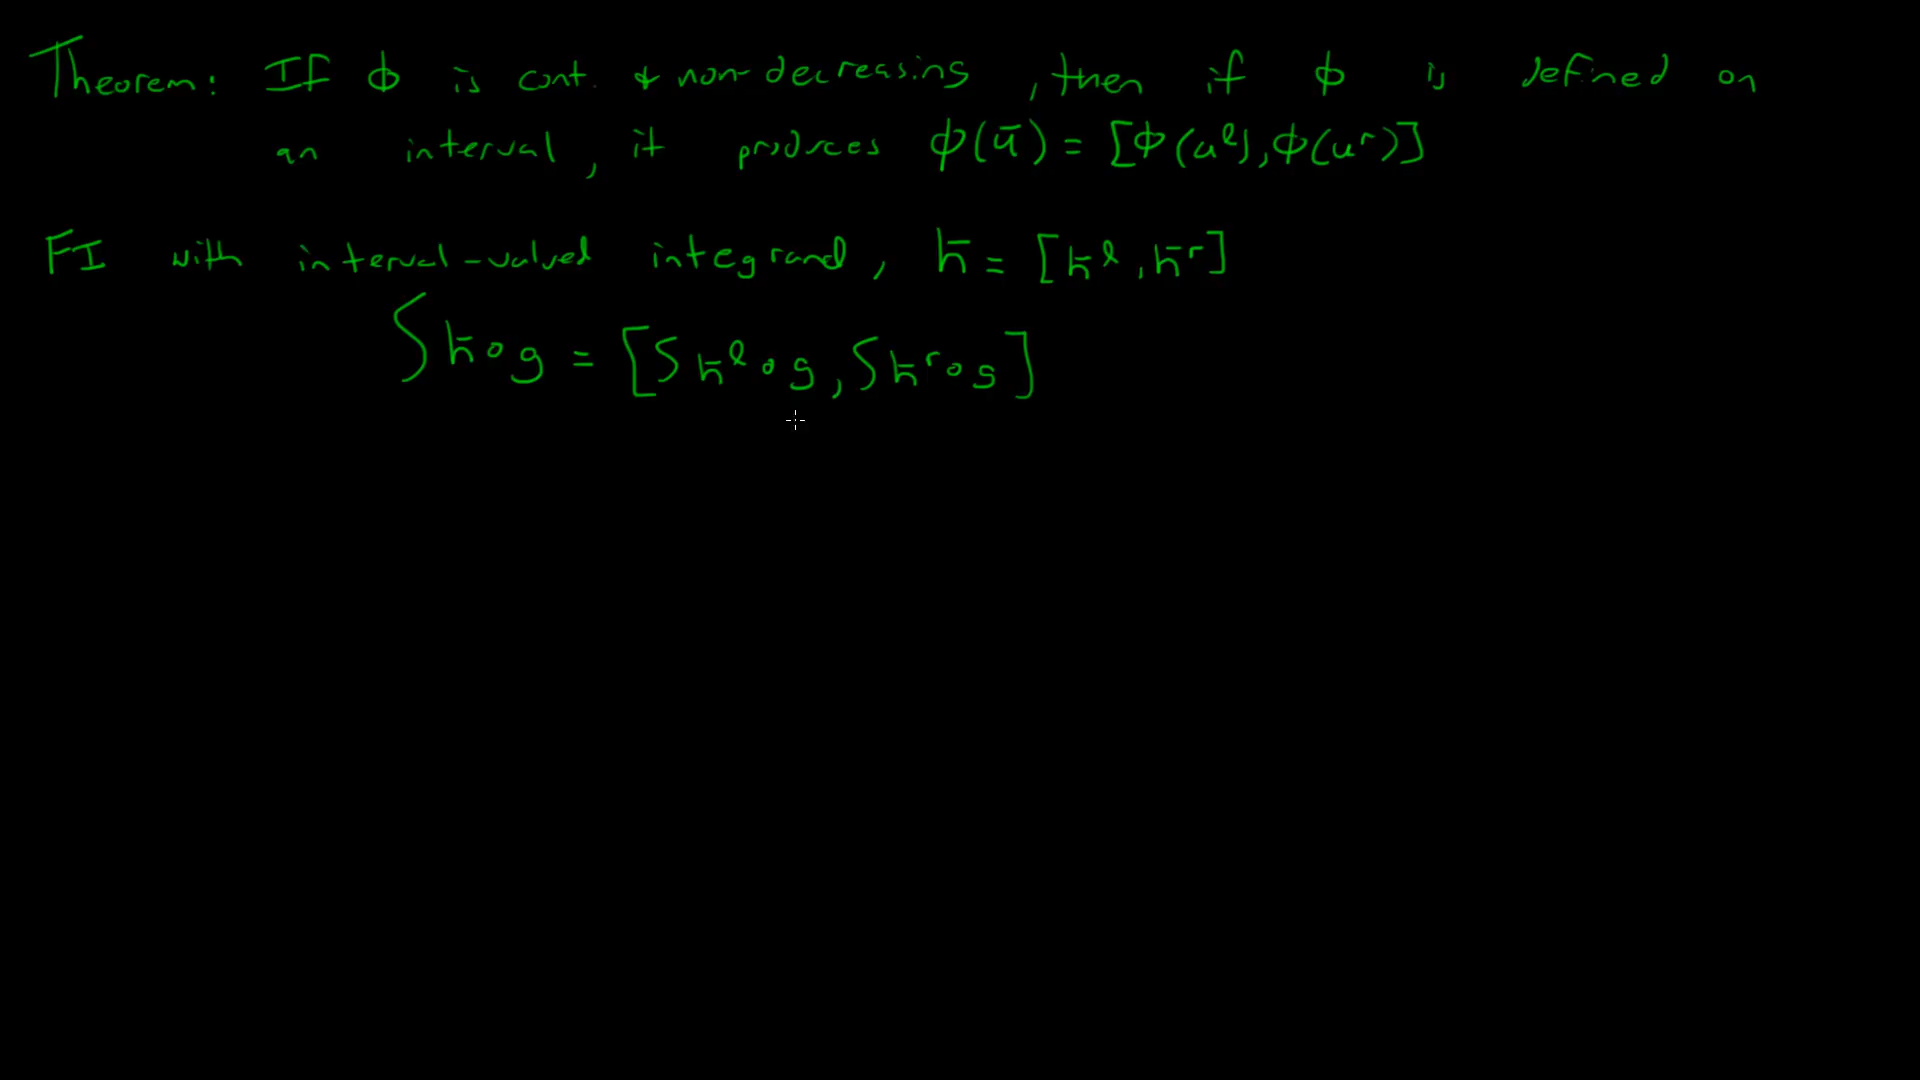 Theorem: If ϕ is cont. & non-decreasing, then if ϕ is defined on
an interval, it produces ϕ(ū) = [ϕ(uˡ), ϕ(uʳ)]
FI with interval-valued integrand, h̄ = [h̄ˡ, h̄ʳ]
∫ h̄ ∘ g = [∫ h̄ˡ ∘ g, ∫ h̄ʳ ∘ g]